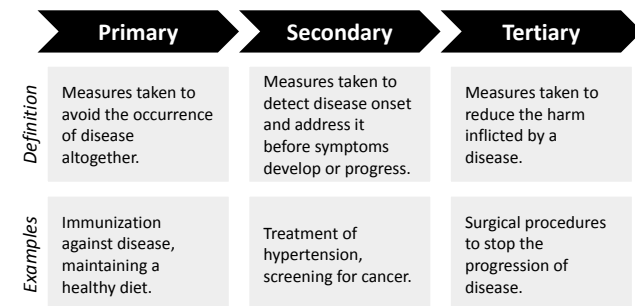 Primary
Secondary
Tertiary
Definition
Measures taken to
avoid the occurrence
of disease
altogether.
Measures taken to
detect disease onset
and address it
before symptoms
develop or progress.
Measures taken to
reduce the harm
inflicted by a
disease.
Examples
Immunization
against disease,
maintaining a
healthy diet.
Treatment of
hypertension,
screening for cancer.
Surgical procedures
to stop the
progression of
disease.